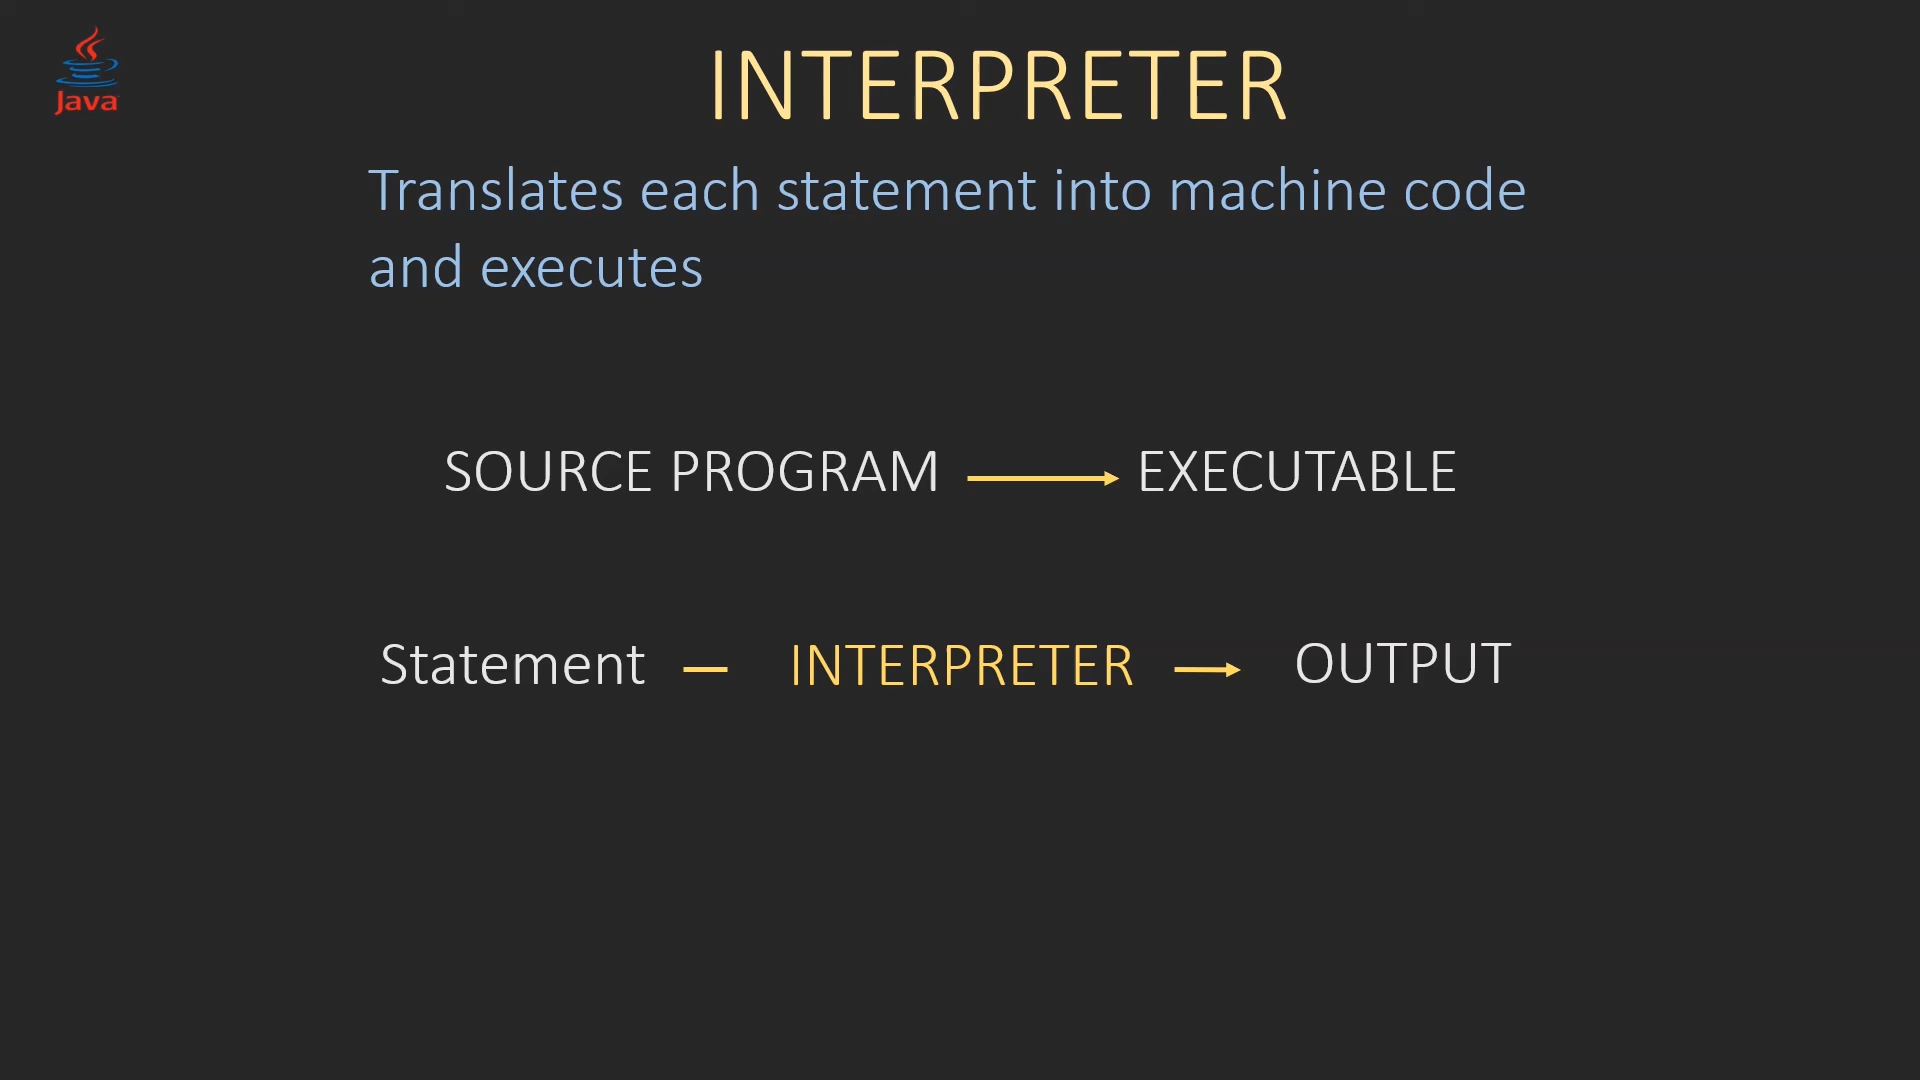 Java
INTERPRETER
Translates each statement into machine code
and executes
SOURCE PROGRAM EXECUTABLE
Statement INTERPRETER OUTPUT